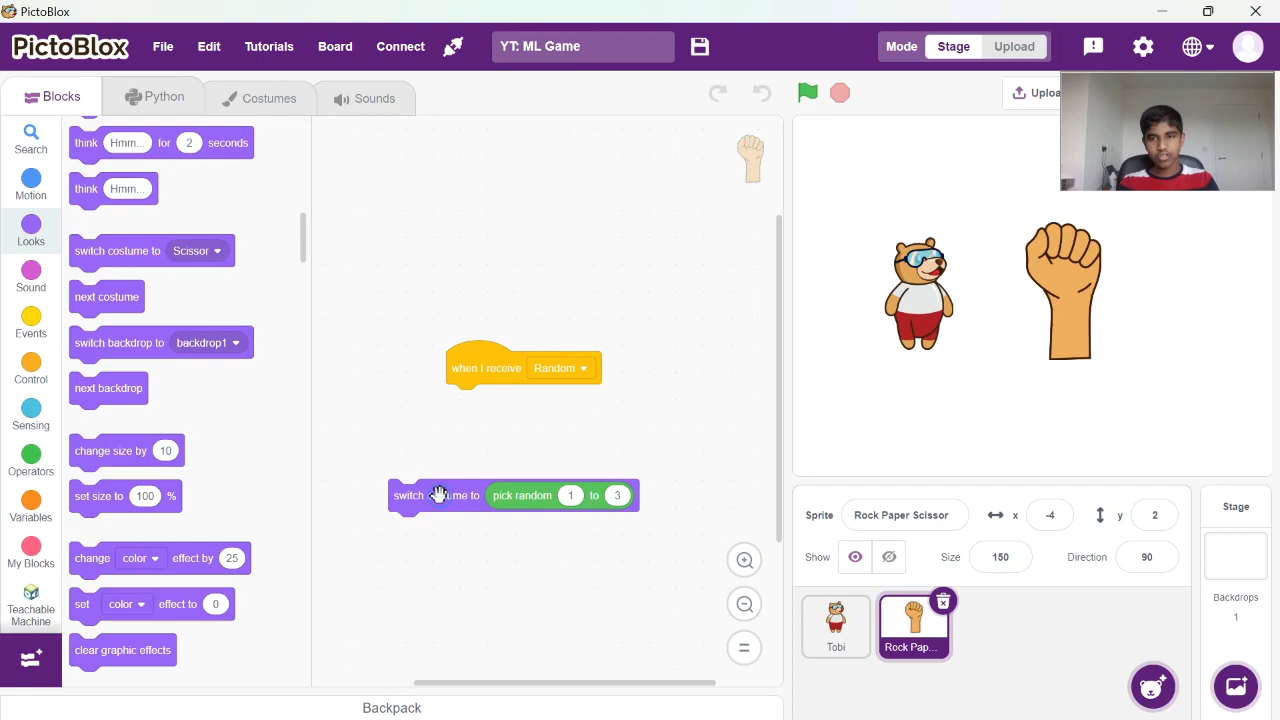 PictoBlox
PictoBlox File Edit Tutorials Board Connect YT: ML Game Mode Stage Upload
Blocks Python Costumes Sounds
Search
Motion
Looks
Sound
Events
Control
Sensing
Operators
Variables
My Blocks
Teachable
Machine
think Hmm... for 2 seconds
think Hmm...
switch costume to Scissor
next costume
switch backdrop to backdrop1
next backdrop
change size by 10
set size to 100 %
change color effect by 25
set color effect to 0
clear graphic effects
when I receive Random
switch me to pick random 1 to 3
Backpack
Sprite Rock Paper Scissor x -4 y 2
Show Size 150 Direction 90
Tobi
Rock Pap...
Stage
Backdrops
1